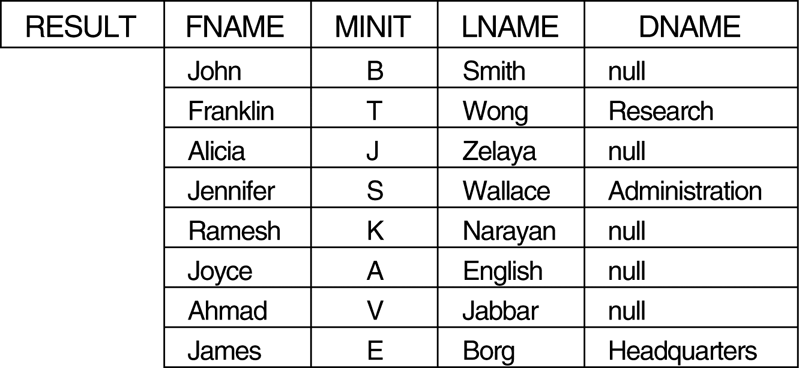 RESULT FNAME MINIT LNAME DNAME
John B Smith null
Franklin T Wong Research
Alicia J Zelaya null
Jennifer S Wallace Administration
Ramesh K Narayan null
Joyce A English null
Ahmad V Jabbar null
James E Borg Headquarters